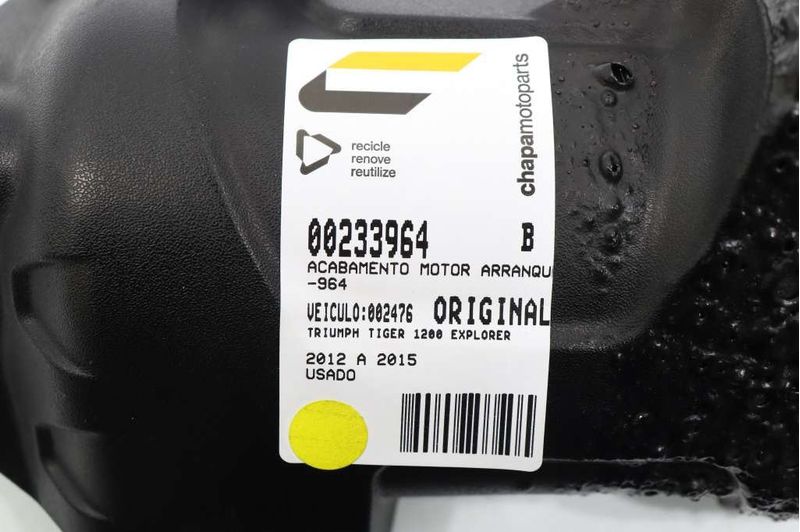 chapamotoparts
recicle
renove
reutilize
00233964 B
ACABAMENTO MOTOR ARRANQU
-964
VEICULO:002476 ORIGINAL
TRIUMPH TIGER 1200 EXPLORER
2012 A 2015
USADO